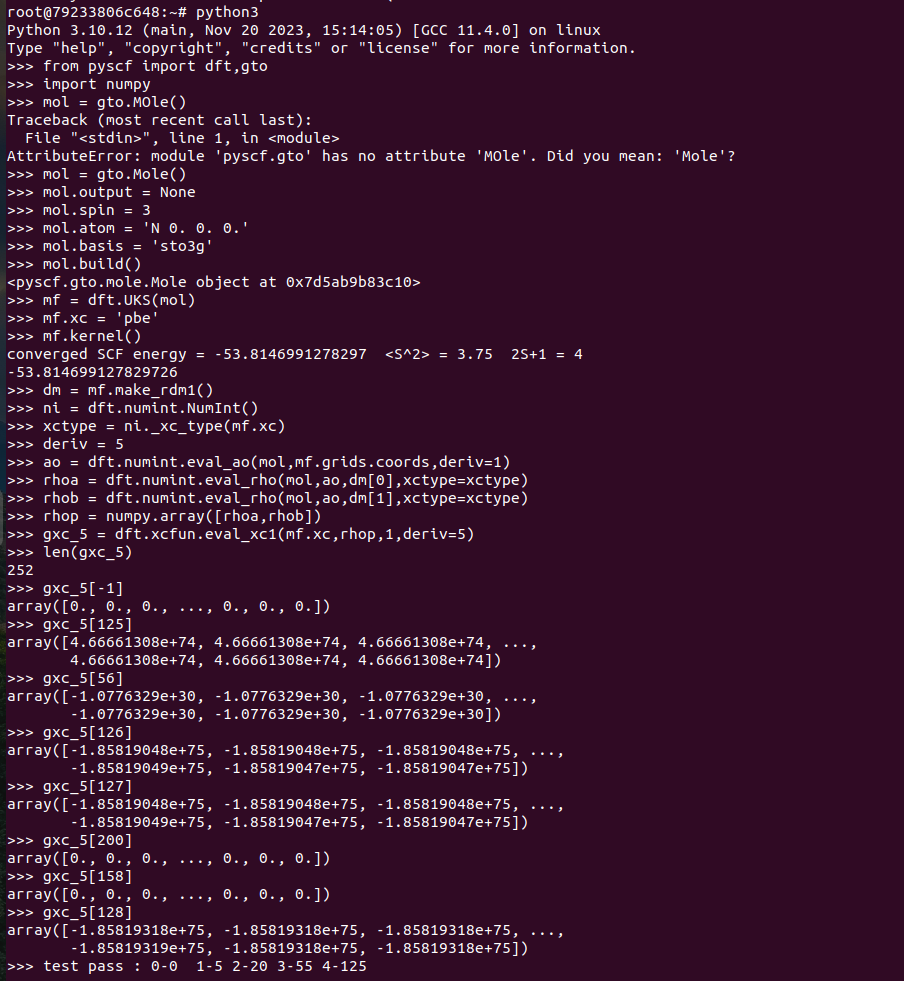 root@79233806c648:~# python3
Python 3.10.12 (main, Nov 20 2023, 15:14:05) [GCC 11.4.0] on linux
Type "help", "copyright", "credits" or "license" for more information.
>>> from pyscf import dft,gto
>>> import numpy
>>> mol = gto.MOle()
Traceback (most recent call last):
  File "<stdin>", line 1, in <module>
AttributeError: module 'pyscf.gto' has no attribute 'MOle'. Did you mean: 'Mole'?
>>> mol = gto.Mole()
>>> mol.output = None
>>> mol.spin = 3
>>> mol.atom = 'N 0. 0. 0.'
>>> mol.basis = 'sto3g'
>>> mol.build()
<pyscf.gto.mole.Mole object at 0x7d5ab9b83c10>
>>> mf = dft.UKS(mol)
>>> mf.xc = 'pbe'
>>> mf.kernel()
converged SCF energy = -53.8146991278297  <S^2> = 3.75  2S+1 = 4
-53.814699127829726
>>> dm = mf.make_rdm1()
>>> ni = dft.numint.NumInt()
>>> xctype = ni._xc_type(mf.xc)
>>> deriv = 5
>>> ao = dft.numint.eval_ao(mol,mf.grids.coords,deriv=1)
>>> rhoa = dft.numint.eval_rho(mol,ao,dm[0],xctype=xctype)
>>> rhob = dft.numint.eval_rho(mol,ao,dm[1],xctype=xctype)
>>> rhop = numpy.array([rhoa,rhob])
>>> gxc_5 = dft.xcfun.eval_xc1(mf.xc,rhop,1,deriv=5)
>>> len(gxc_5)
252
>>> gxc_5[-1]
array([0., 0., 0., ..., 0., 0., 0.])
>>> gxc_5[125]
array([4.66661308e+74, 4.66661308e+74, 4.66661308e+74, ...,
       4.66661308e+74, 4.66661308e+74, 4.66661308e+74])
>>> gxc_5[56]
array([-1.0776329e+30, -1.0776329e+30, -1.0776329e+30, ...,
       -1.0776329e+30, -1.0776329e+30, -1.0776329e+30])
>>> gxc_5[126]
array([-1.85819048e+75, -1.85819048e+75, -1.85819048e+75, ...,
       -1.85819049e+75, -1.85819047e+75, -1.85819047e+75])
>>> gxc_5[127]
array([-1.85819048e+75, -1.85819048e+75, -1.85819048e+75, ...,
       -1.85819049e+75, -1.85819047e+75, -1.85819047e+75])
>>> gxc_5[200]
array([0., 0., 0., ..., 0., 0., 0.])
>>> gxc_5[158]
array([0., 0., 0., ..., 0., 0., 0.])
>>> gxc_5[128]
array([-1.85819318e+75, -1.85819318e+75, -1.85819318e+75, ...,
       -1.85819319e+75, -1.85819318e+75, -1.85819318e+75])
>>> test pass : 0-0  1-5 2-20 3-55 4-125